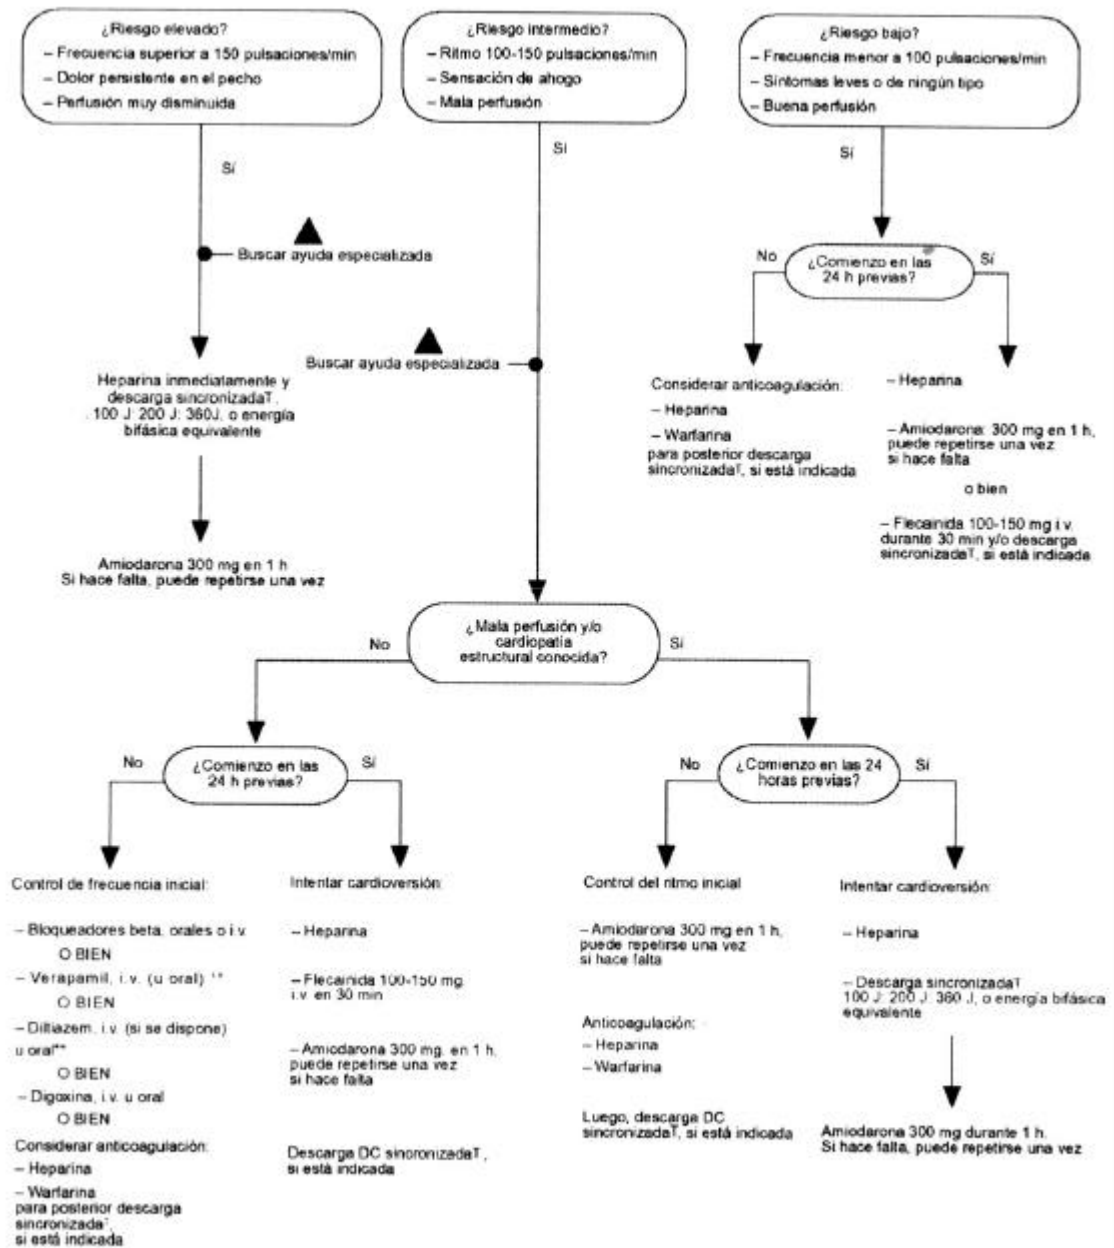 ¿Riesgo elevado?
– Frecuencia superior a 150 pulsaciones/min
– Dolor persistente en el pecho
– Perfusión muy disminuida
¿Riesgo intermedio?
– Ritmo 100-150 pulsaciones/min
– Sensación de ahogo
– Mala perfusión
¿Riesgo bajo?
– Frecuencia menor a 100 pulsaciones/min
– Síntomas leves o de ningún tipo
– Buena perfusión
Sí
Sí
Sí
Buscar ayuda especializada
Buscar ayuda especializada
No
¿Comienzo en las
24 h previas?
Sí
Heparina inmediatamente y
descarga sincronizada†.
100 J: 200 J: 360J, o energía
bifásica equivalente
Amiodarona 300 mg en 1 h
Si hace falta, puede repetirse una vez
Considerar anticoagulación:
– Heparina
– Warfarina
para posterior descarga
sincronizada†, si está indicada
– Heparina
– Amiodarona: 300 mg en 1 h,
puede repetirse una vez
si hace falta
o bien
– Flecainida 100-150 mg i.v.
durante 30 min y/o descarga
sincronizada†, si está indicada
No
¿Mala perfusión y/o
cardiopatía
estructural conocida?
Sí
No
¿Comienzo en las
24 h previas?
Sí
No
¿Comienzo en las 24
horas previas?
Sí
Control de frecuencia inicial:
– Bloqueadores beta, orales o i.v.
O BIEN
– Verapamil, i.v. (u oral) **
O BIEN
– Diltiazem, i.v. (si se dispone)
u oral**
O BIEN
– Digoxina, i.v. u oral
O BIEN
Considerar anticoagulación:
– Heparina
– Warfarina
para posterior descarga
sincronizada†,
si está indicada
Intentar cardioversión:
– Heparina
– Flecainida 100-150 mg
i.v. en 30 min
– Amiodarona 300 mg. en 1 h,
puede repetirse una vez
si hace falta
Descarga DC sincronizada†,
si está indicada
Control del ritmo inicial
– Amiodarona 300 mg en 1 h,
puede repetirse una vez
si hace falta
Anticoagulación:
– Heparina
– Warfarina
Luego, descarga DC
sincronizada†, si está indicada
Intentar cardioversión:
– Heparina
– Descarga sincronizada†
100 J: 200 J: 360 J, o energía bifásica
equivalente
Amiodarona 300 mg durante 1 h.
Si hace falta, puede repetirse una vez